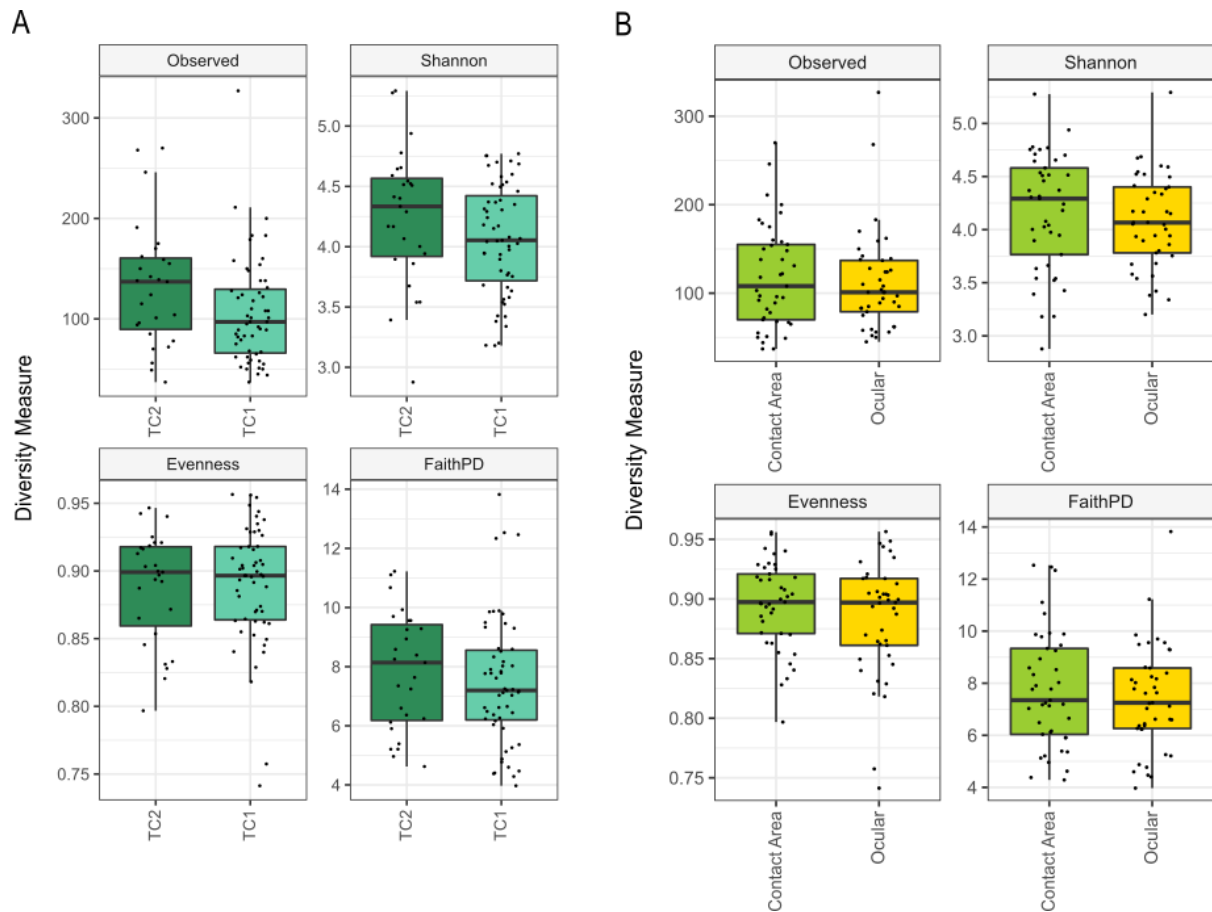 A
Diversity Measure
Observed
300
200
100
TC2
TC1
Shannon
5.0
4.5
4.0
3.5
3.0
TC2
TC1
Evenness
0.95
0.90
0.85
0.80
0.75
TC2
TC1
FaithPD
14
12
10
8
6
4
TC2
TC1
B
Diversity Measure
Observed
300
200
100
Contact Area
Ocular
Shannon
5.0
4.5
4.0
3.5
3.0
Contact Area
Ocular
Evenness
0.95
0.90
0.85
0.80
0.75
Contact Area
Ocular
FaithPD
14
12
10
8
6
4
Contact Area
Ocular